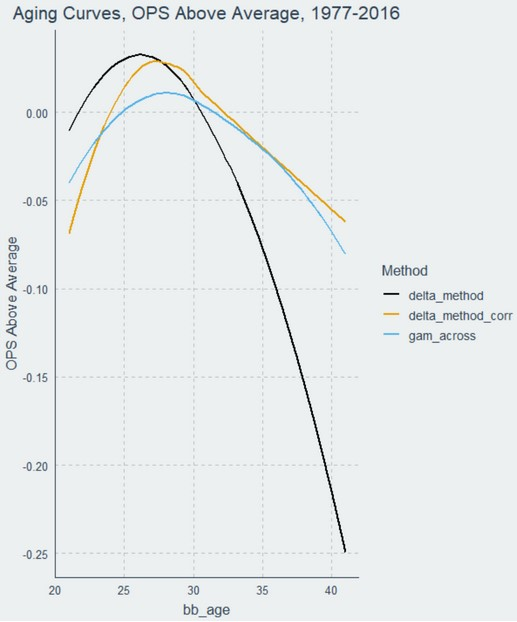 Aging Curves, OPS Above Average, 1977-2016
OPS Above Average
0.00
-0.05
-0.10
-0.15
-0.20
-0.25
20 25 30 35 40
bb_age
Method
delta_method
delta_method_corr
gam_across